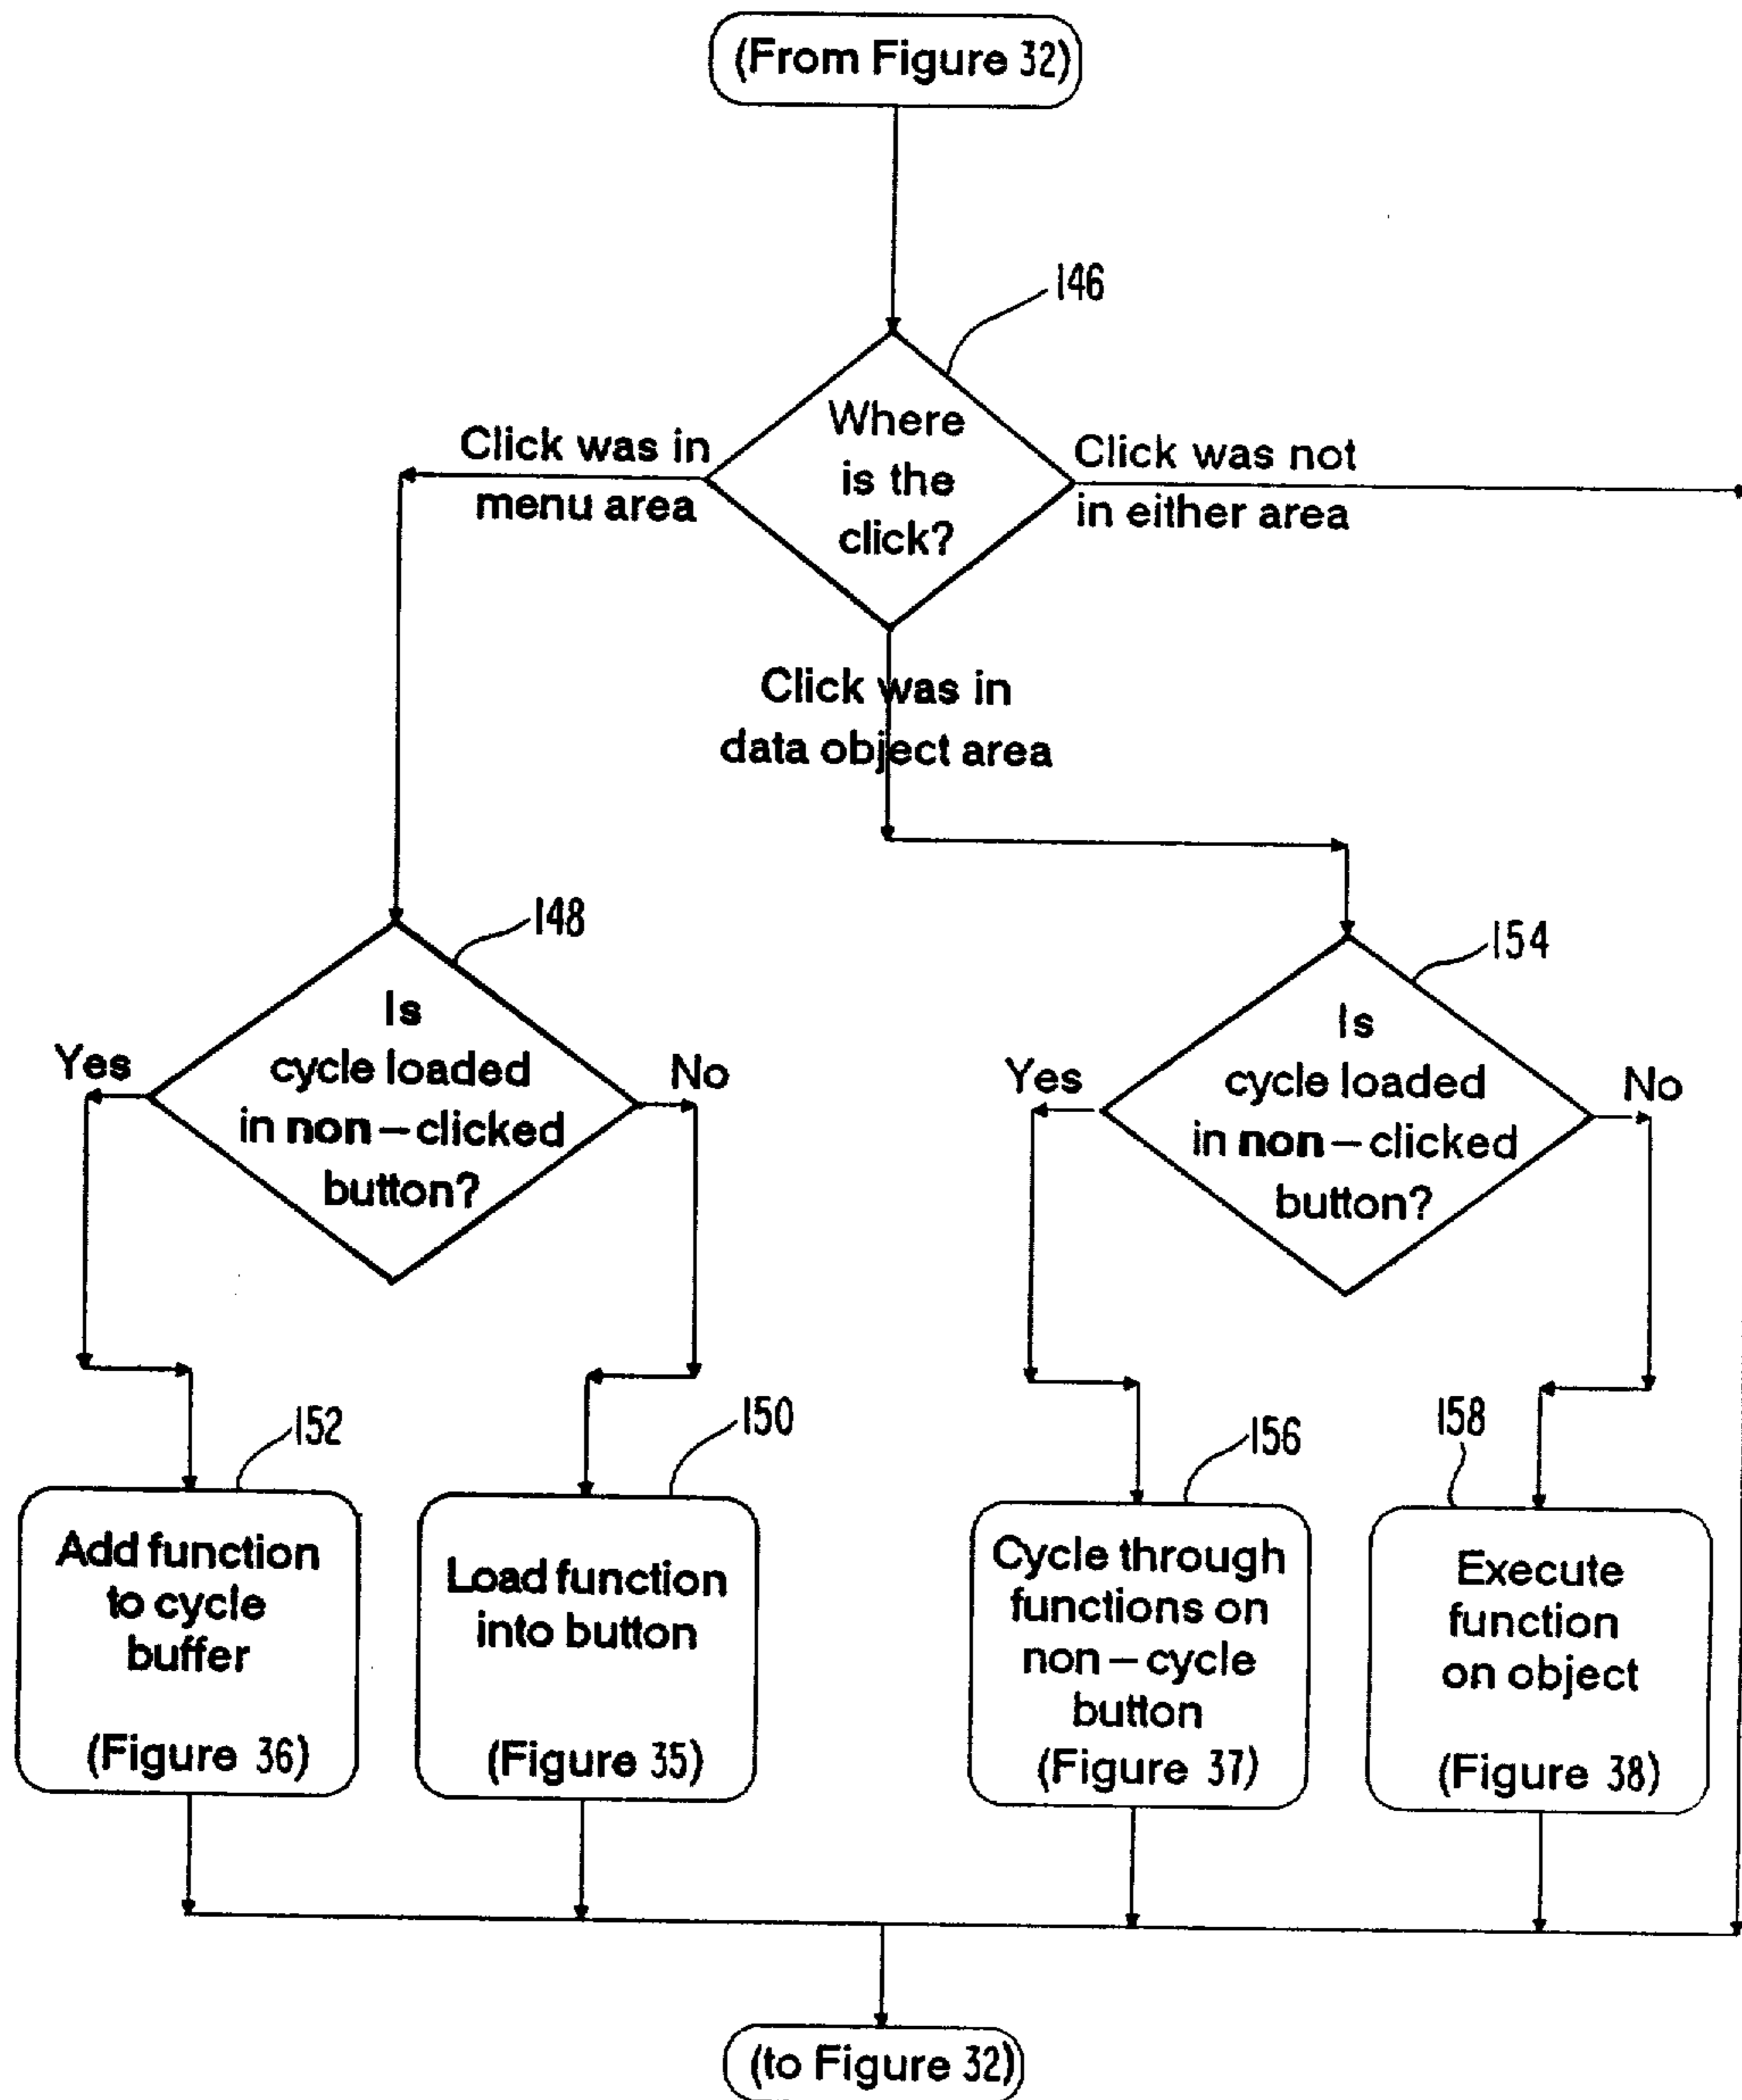 (From Figure 32)
146
Where
is the
click?
Click was in
menu area
Click was not
in either area
Click was in
data object area
148
Is
cycle loaded
in non-clicked
button?
Yes
No
154
Is
cycle loaded
in non-clicked
button?
Yes
No
152
Add function
to cycle
buffer
(Figure 36)
150
Load function
into button
(Figure 35)
156
Cycle through
functions on
non-cycle
button
(Figure 37)
158
Execute
function
on object
(Figure 38)
(to Figure 32)